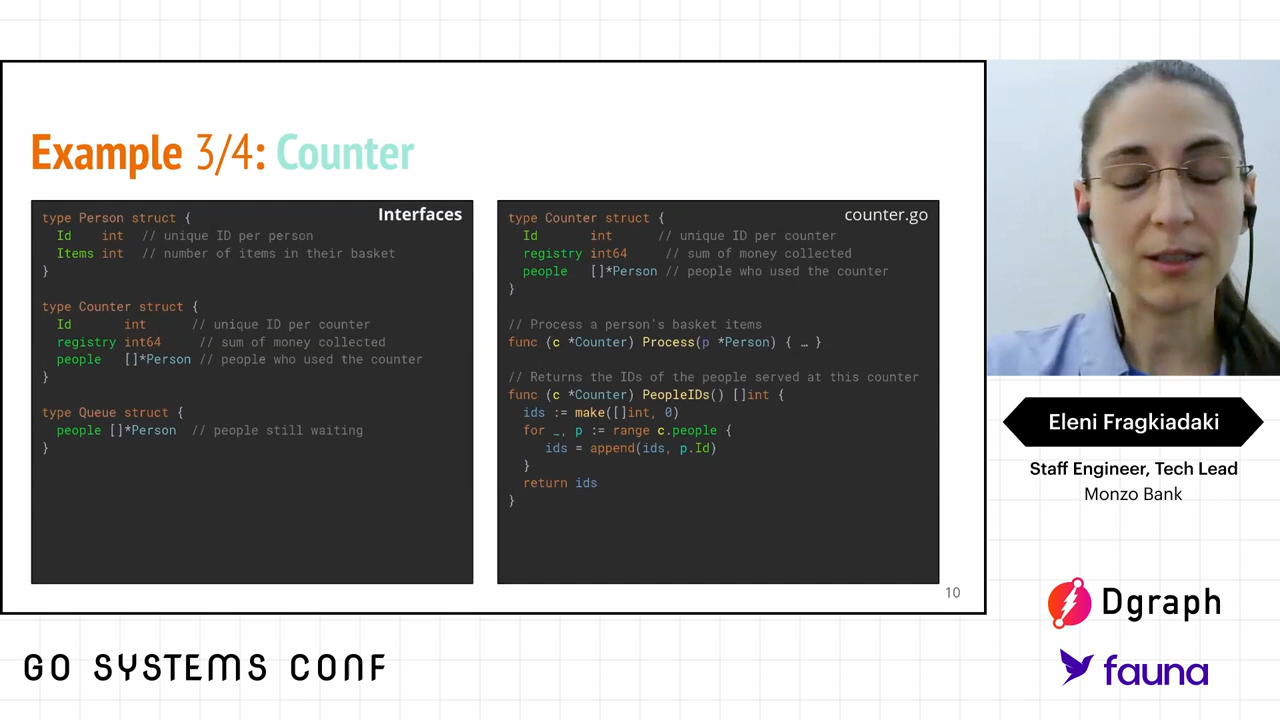 Example 3/4: Counter
Interfaces
type Person struct {
Id int // unique ID per person
Items int // number of items in their basket
}
type Counter struct {
Id int // unique ID per counter
registry int64 // sum of money collected
people []*Person // people who used the counter
}
type Queue struct {
people []*Person // people still waiting
}
counter.go
type Counter struct {
Id int // unique ID per counter
registry int64 // sum of money collected
people []*Person // people who used the counter
}
// Process a person's basket items
func (c *Counter) Process(p *Person) { … }
// Returns the IDs of the people served at this counter
func (c *Counter) PeopleIDs() []int {
ids := make([]int, 0)
for _, p := range c.people {
ids = append(ids, p.Id)
}
return ids
}
10
Eleni Fragkiadaki
Staff Engineer, Tech Lead
Monzo Bank
Dgraph
fauna
GO SYSTEMS CONF